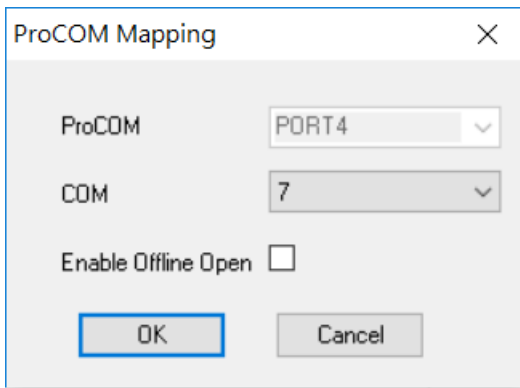 ProCOM Mapping
ProCOM PORT4
COM 7
Enable Offline Open
OK Cancel